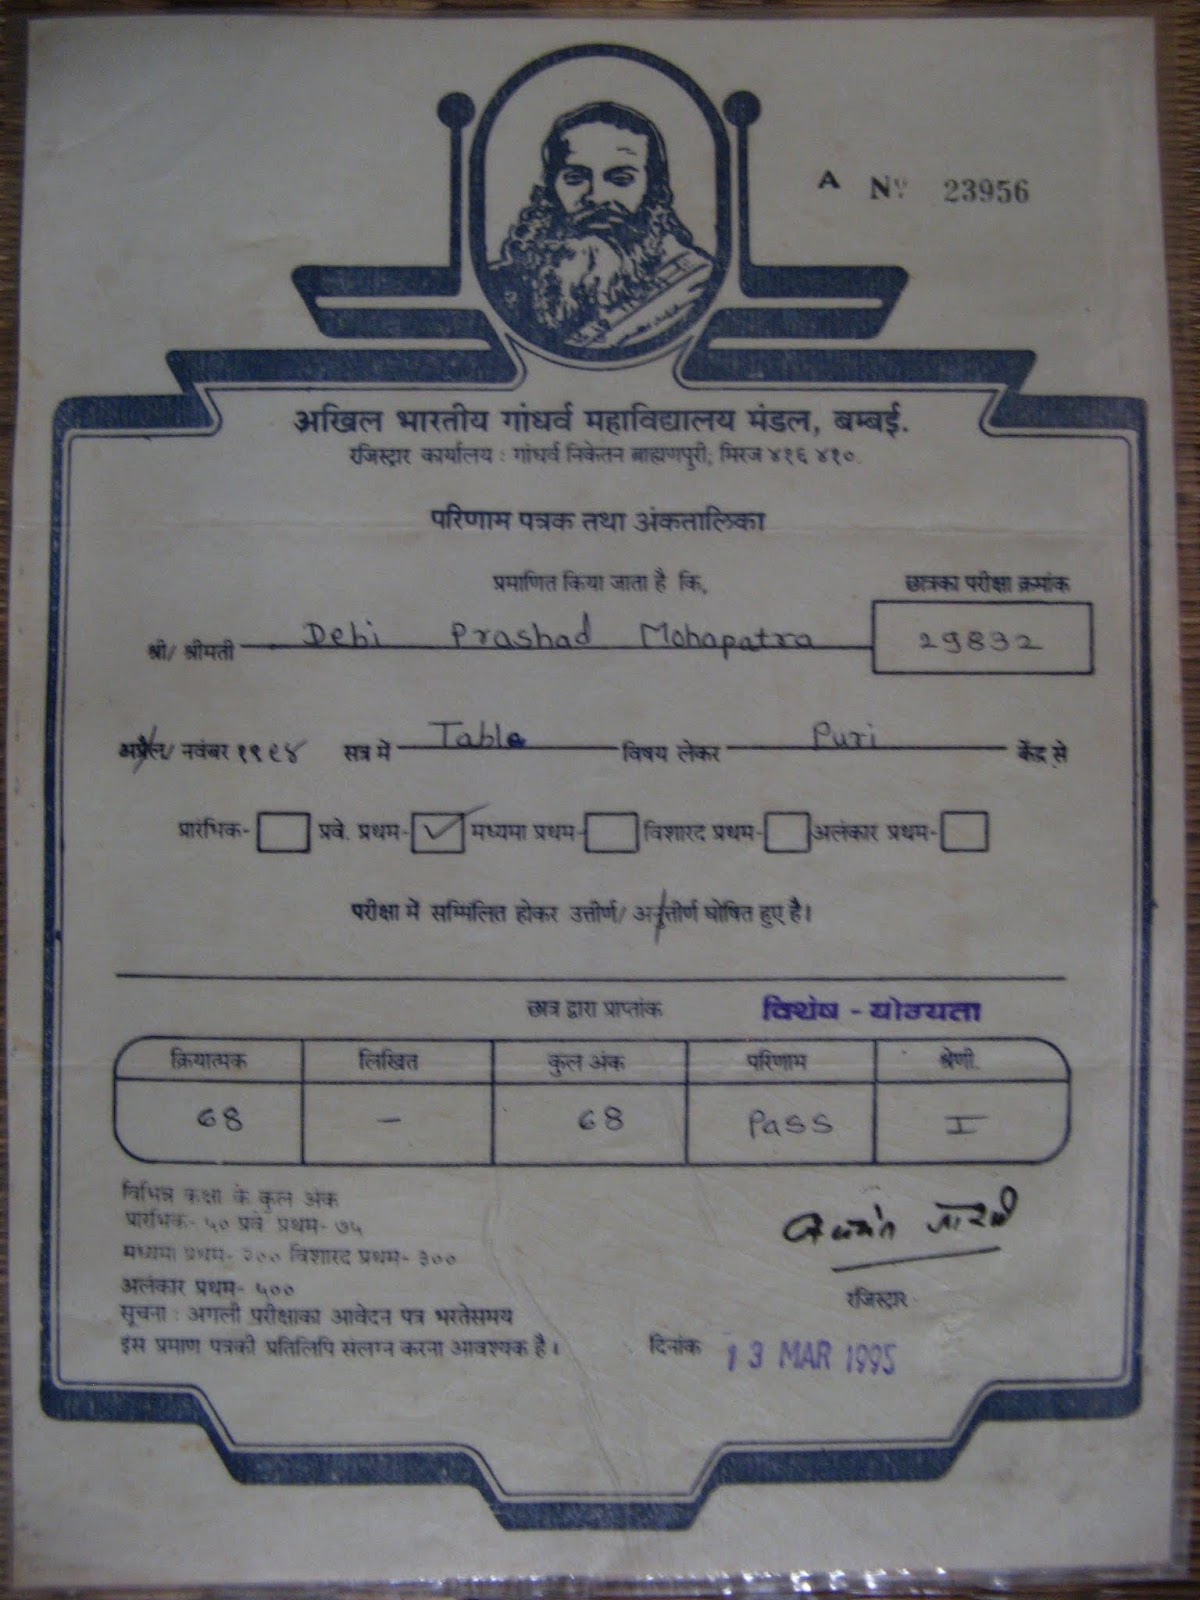 A Nº 23956
अखिल भारतीय गांधर्व महाविद्यालय मंडल, बम्बई.
रजिस्ट्रार कार्यालय : गांधर्व निकेतन ब्राह्मणपुरी, मिरज ४१६ ४१०.
परिणाम पत्रक तथा अंकतालिका
प्रमाणित किया जाता है कि, छात्रका परीक्षा क्रमांक
श्री/ श्रीमती Debi Prashad Mohapatra 29832
अप्रैल/ नवंबर १९९४ सत्र में Tabla विषय लेकर Puri केंद्र से
प्रारंभिक- प्रवे. प्रथम- ✓ मध्यमा प्रथम- विशारद प्रथम- अलंकार प्रथम-
परीक्षा में सम्मिलित होकर उत्तीर्ण/ अनुत्तीर्ण घोषित हुए है।
छात्र द्वारा प्राप्तांक विशेष - योग्यता
क्रियात्मक लिखित कुल अंक परिणाम श्रेणी.
68 - 68 Pass I
विभिन्न कक्षा के कुल अंक
प्रारंभिक- ५० प्रवे प्रथम- ७५
मध्यमा प्रथम- २०० विशारद प्रथम- ३००
अलंकार प्रथम- ५००
रजिस्ट्रार
सूचना : अगली परीक्षाका आवेदन पत्र भरतेसमय
इस प्रमाण पत्रकी प्रतिलिपि संलग्न करना आवश्यक है। दिनांक 13 MAR 1995